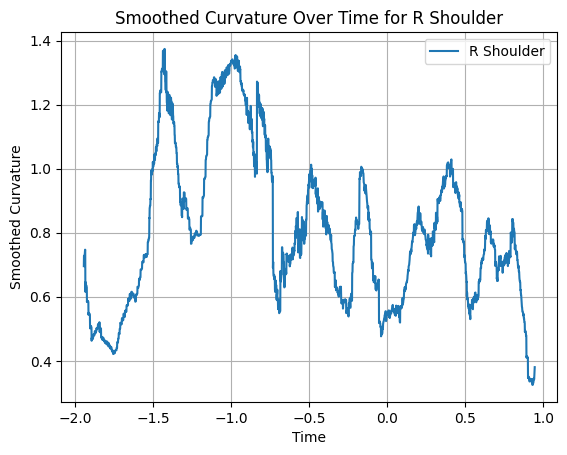 Smoothed Curvature Over Time for R Shoulder
R Shoulder
Smoothed Curvature
1.4
1.2
1.0
0.8
0.6
0.4
−2.0 −1.5 −1.0 −0.5 0.0 0.5 1.0
Time